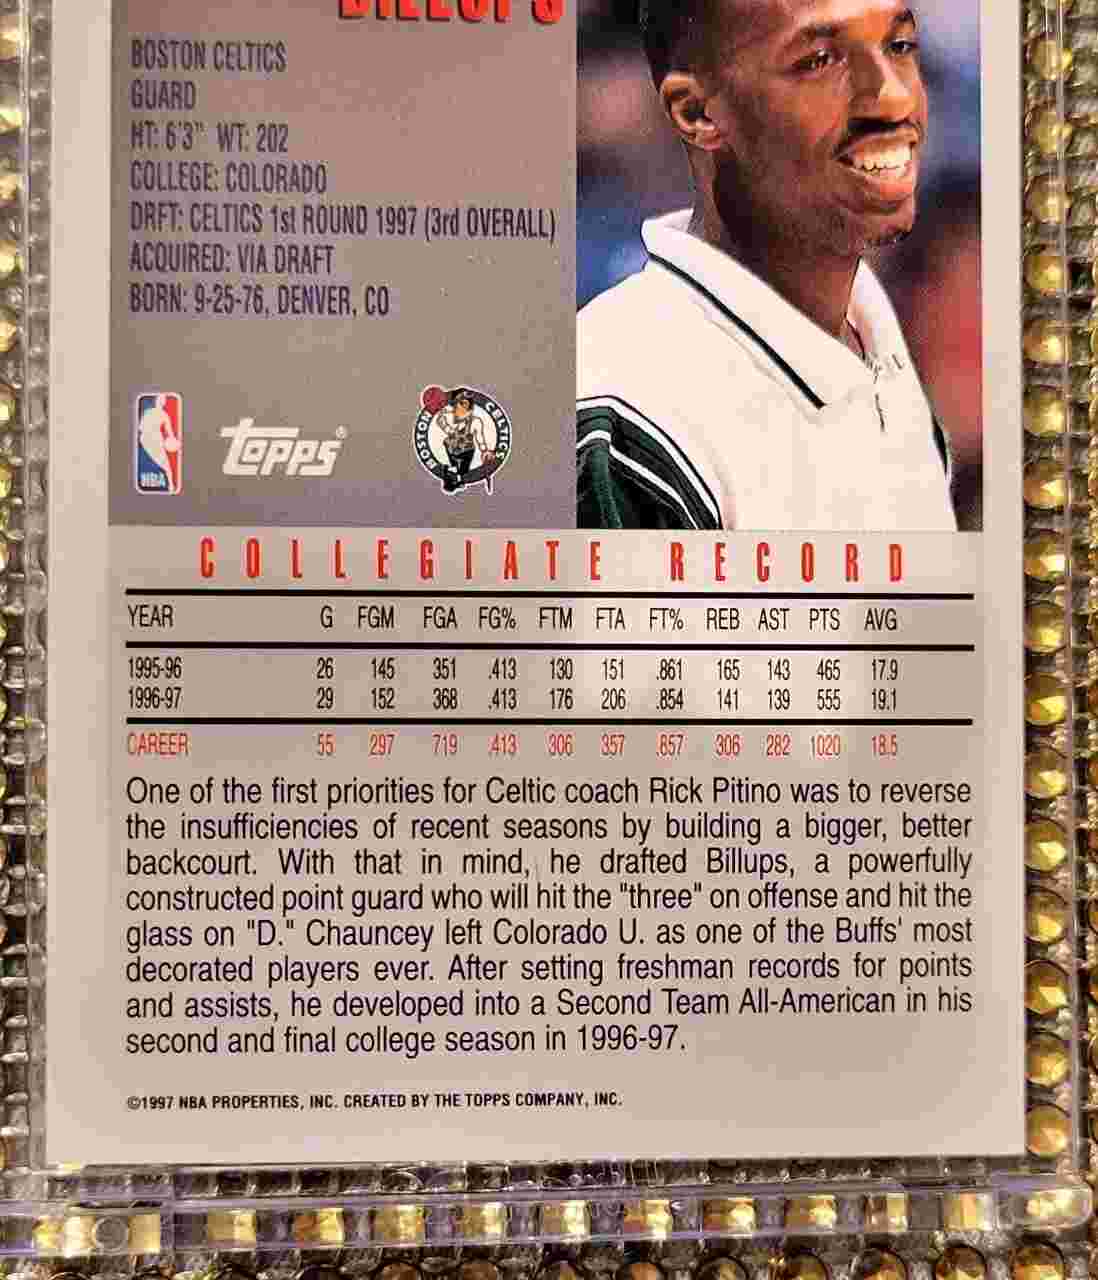 BILLUPS
BOSTON CELTICS
GUARD
HT: 6'3" WT: 202
COLLEGE: COLORADO
DRFT: CELTICS 1st ROUND 1997 (3rd OVERALL)
ACQUIRED: VIA DRAFT
BORN: 9-25-76, DENVER, CO
NBA
TOPPS®
BOSTON CELTICS
COLLEGIATE RECORD
YEAR G FGM FGA FG% FTM FTA FT% REB AST PTS AVG
1995-96 26 145 351 .413 130 151 .861 165 143 465 17.9
1996-97 29 152 368 .413 176 206 .854 141 139 555 19.1
CAREER 55 297 719 .413 306 357 .857 306 282 1020 18.5
One of the first priorities for Celtic coach Rick Pitino was to reverse
the insufficiencies of recent seasons by building a bigger, better
backcourt. With that in mind, he drafted Billups, a powerfully
constructed point guard who will hit the "three" on offense and hit the
glass on "D." Chauncey left Colorado U. as one of the Buffs' most
decorated players ever. After setting freshman records for points
and assists, he developed into a Second Team All-American in his
second and final college season in 1996-97.
©1997 NBA PROPERTIES, INC. CREATED BY THE TOPPS COMPANY, INC.